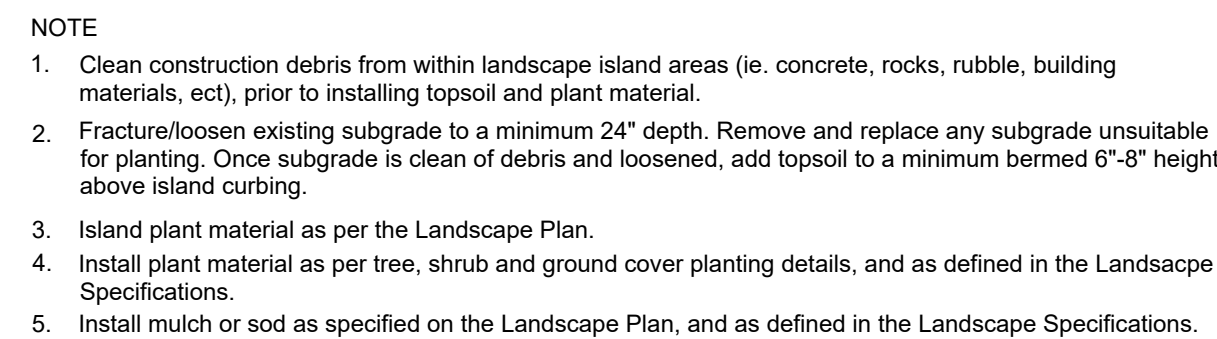 NOTE
1. Clean construction debris from within landscape island areas (ie. concrete, rocks, rubble, building
materials, ect), prior to installing topsoil and plant material.
2. Fracture/loosen existing subgrade to a minimum 24" depth. Remove and replace any subgrade unsuitable
for planting. Once subgrade is clean of debris and loosened, add topsoil to a minimum bermed 6"-8" height
above island curbing.
3. Island plant material as per the Landscape Plan.
4. Install plant material as per tree, shrub and ground cover planting details, and as defined in the Landsacpe
Specifications.
5. Install mulch or sod as specified on the Landscape Plan, and as defined in the Landscape Specifications.